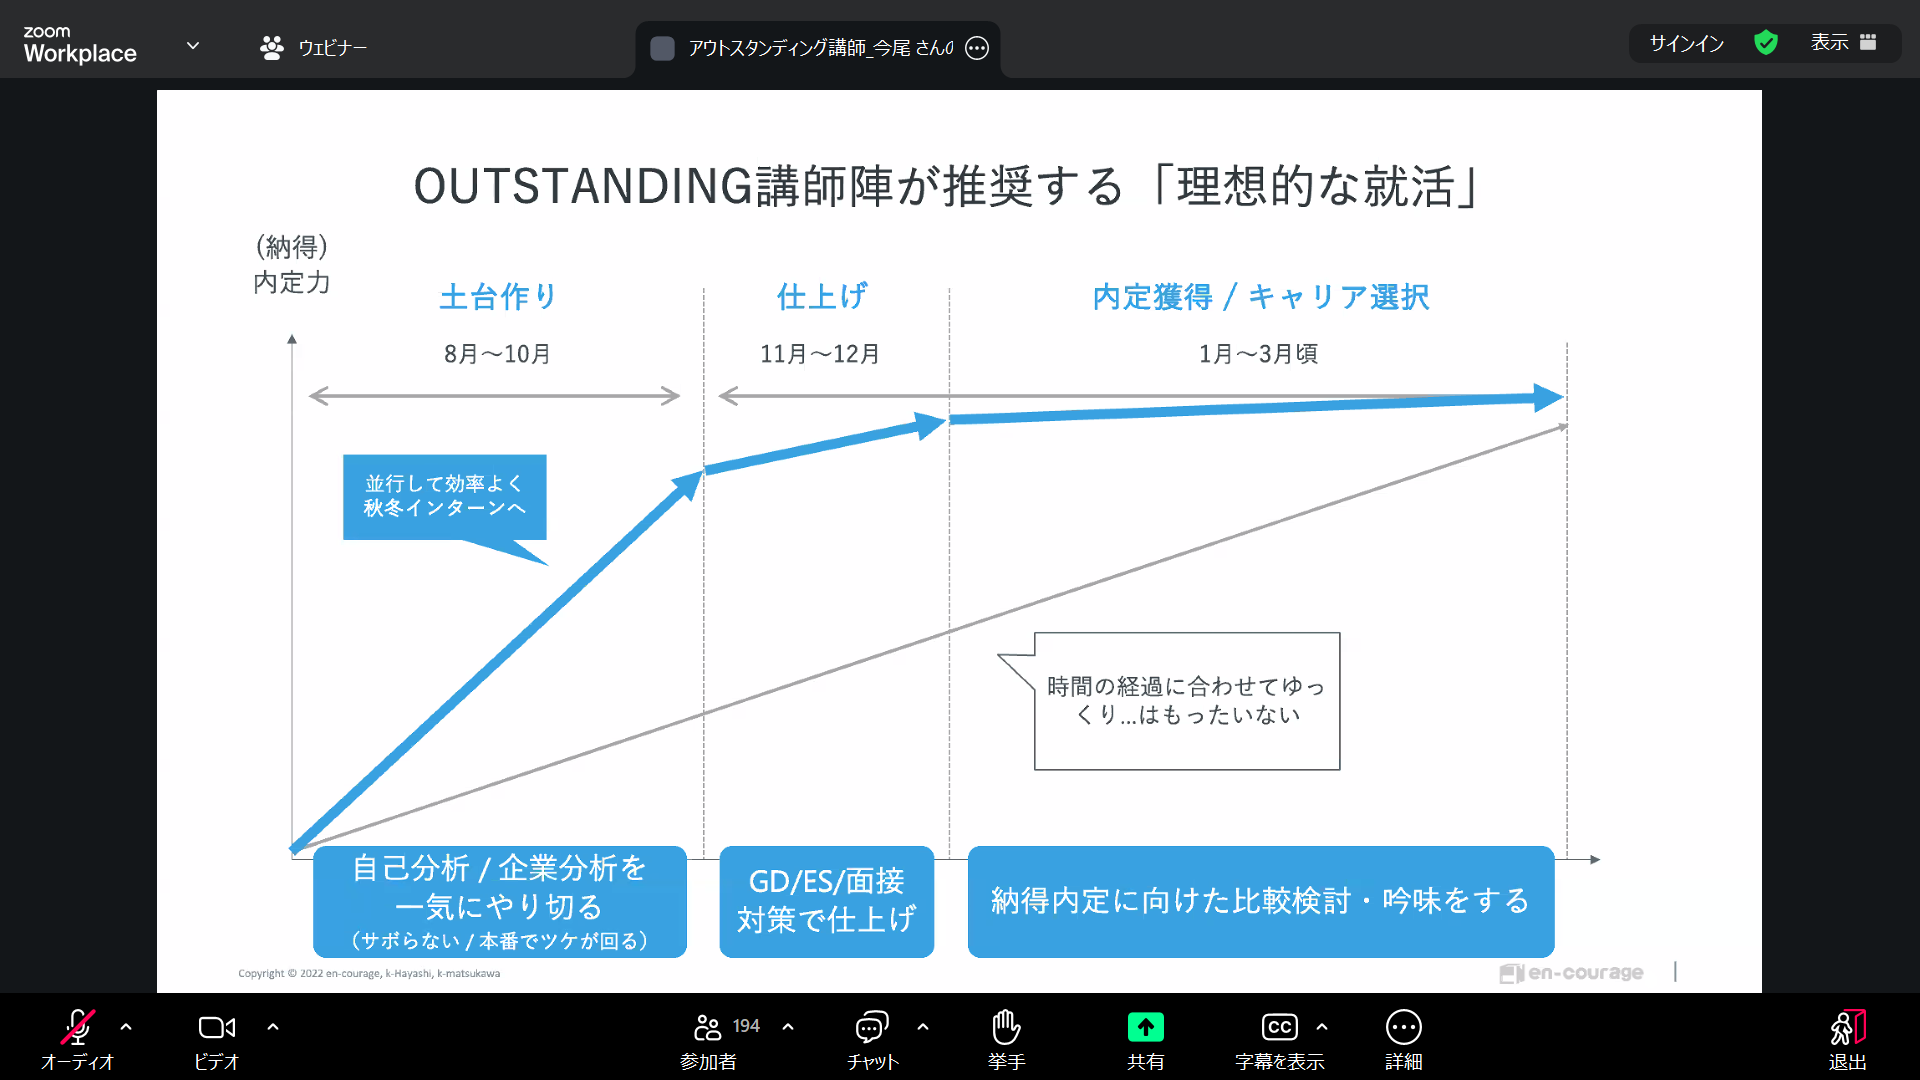 zoom
Workplace
ウェビナー
アウトスタンディング講師_今尾 さんの
サインイン
表示
OUTSTANDING講師陣が推奨する「理想的な就活」
(納得)
内定力
土台作り
仕上げ
内定獲得 / キャリア選択
8月〜10月
11月〜12月
1月〜3月頃
並行して効率よく
秋冬インターンへ
時間の経過に合わせてゆっ
くり...はもったいない
自己分析 / 企業分析を
一気にやり切る
（サボらない / 本番でツケが回る）
GD/ES/面接
対策で仕上げ
納得内定に向けた比較検討・吟味をする
Copyright © 2022 en-courage, k-Hayashi, k-matsukawa
en-courage
オーディオ
ビデオ
194
参加者
チャット
挙手
共有
CC
字幕を表示
詳細
退出